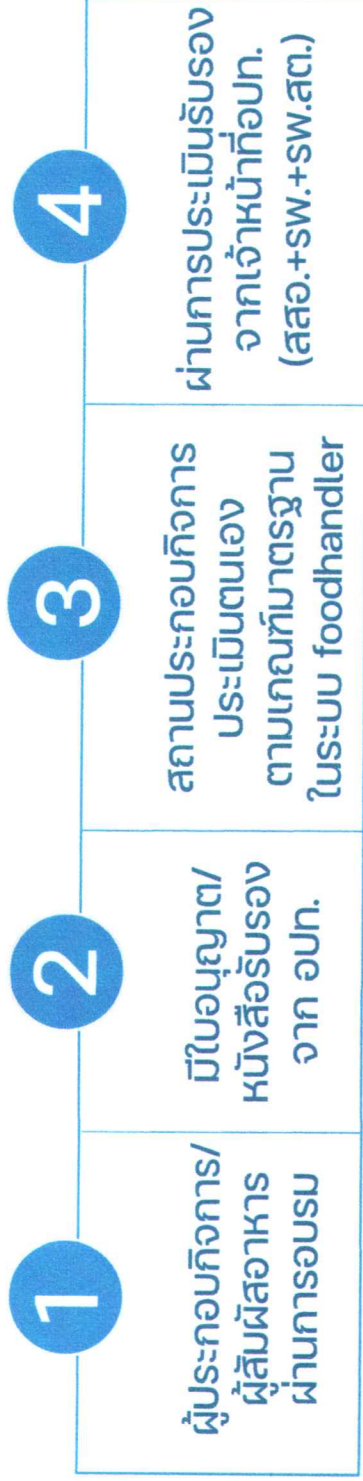 1
ผู้ประกอบกิจการ/
ผู้สัมผัสอาหาร
ผ่านการอบรม
2
มีใบอนุญาต/
หนังสือรับรอง
จาก อปท.
3
สถานประกอบกิจการ
ประเมินตนเอง
ตามเกณฑ์มาตรฐาน
ในระบบ foodhandler
4
ผ่านการประเมินรับรอง
จากเจ้าหน้าที่อปท.
(สสอ.+รพ.+รพ.สต.)